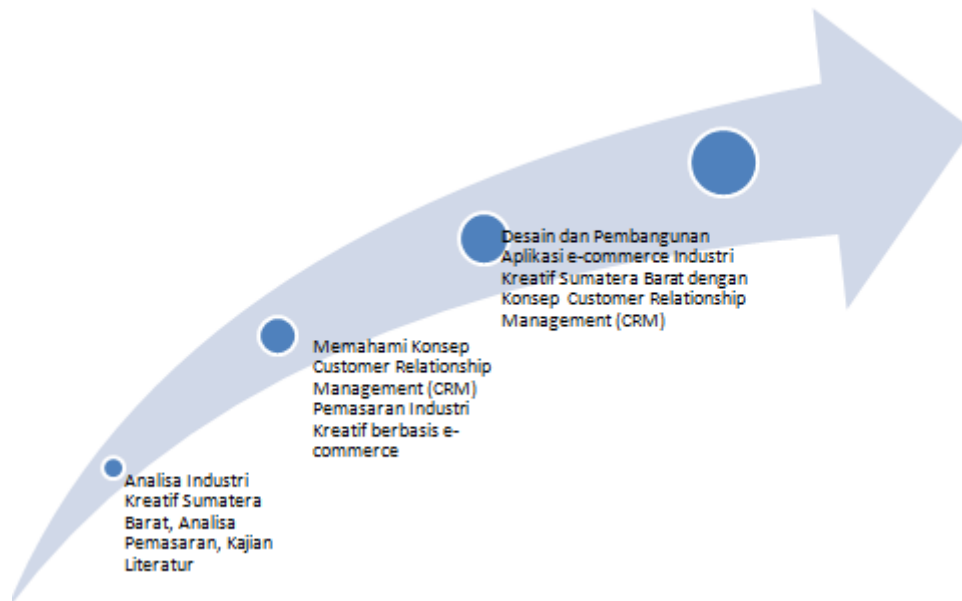 Analisa Industri
Kreatif Sumatera
Barat, Analisa
Pemasaran, Kajian
Literatur
Memahami Konsep
Customer Relationship
Management (CRM)
Pemasaran Industri
Kreatif berbasis e-
commerce
Desain dan Pembangunan
Aplikasi e-commerce Industri
Kreatif Sumatera Barat dengan
Konsep Customer Relationship
Management (CRM)